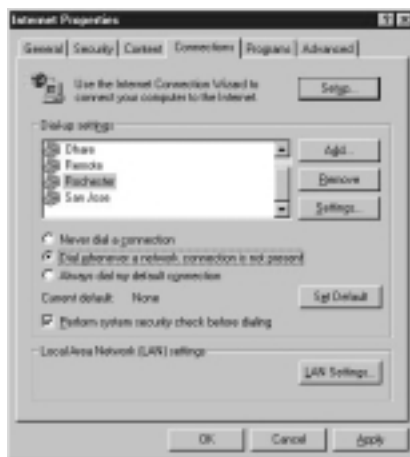 Internet Properties
General Security Content Connections Programs Advanced
Use the Internet Connection Wizard to
connect your computer to the Internet.
Setup...
Dial-up settings
Ohare
Remote
Rochester
San Jose
Add...
Remove
Settings...
Never dial a connection
Dial whenever a network connection is not present
Always dial my default connection
Current default: None
Set Default
Perform system security check before dialing
Local Area Network (LAN) settings
LAN Settings...
OK Cancel Apply